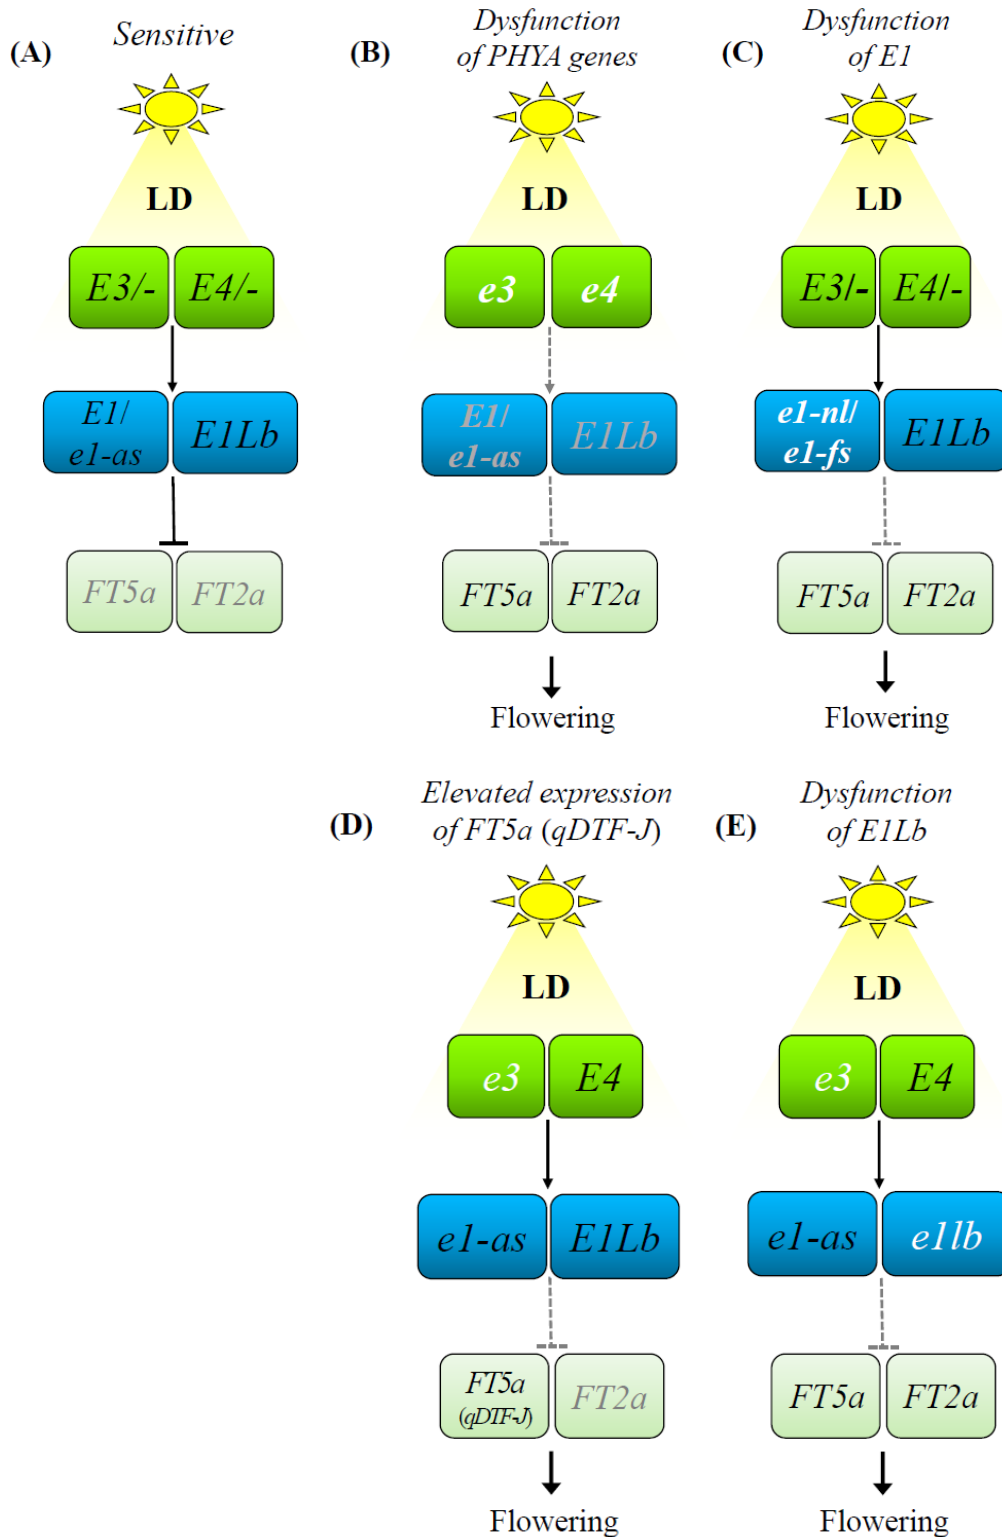 (A)
Sensitive
LD
E3/-
E4/-
E1/
e1-as
E1Lb
FT5a
FT2a
(B)
Dysfunction
of PHYA genes
LD
e3
e4
E1/
e1-as
E1Lb
FT5a
FT2a
Flowering
(C)
Dysfunction
of E1
LD
E3/-
E4/-
e1-nl/
e1-fs
E1Lb
FT5a
FT2a
Flowering
(D)
Elevated expression
of FT5a (qDTF-J)
LD
e3
E4
e1-as
E1Lb
FT5a
(qDTF-J)
FT2a
Flowering
(E)
Dysfunction
of E1Lb
LD
e3
E4
e1-as
e1lb
FT5a
FT2a
Flowering